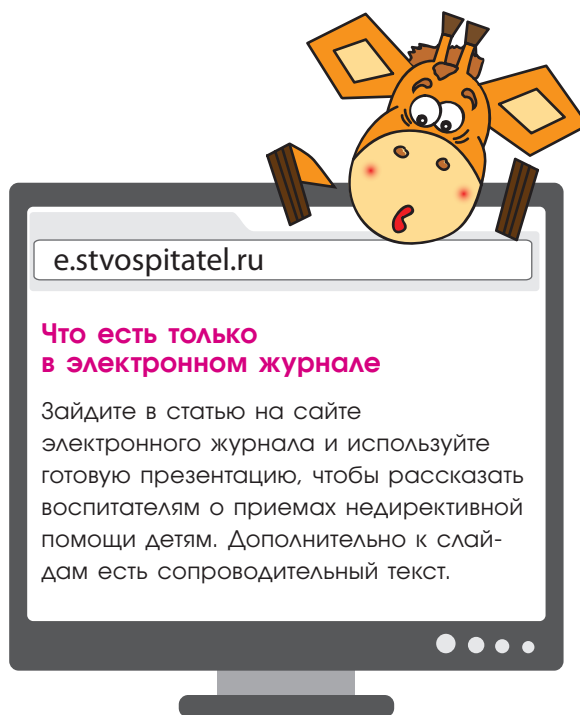 e.stvospitatel.ru
Что есть только
в электронном журнале
Зайдите в статью на сайте
электронного журнала и используйте
готовую презентацию, чтобы рассказать
воспитателям о приемах недирективной
помощи детям. Дополнительно к слай-
дам есть сопроводительный текст.